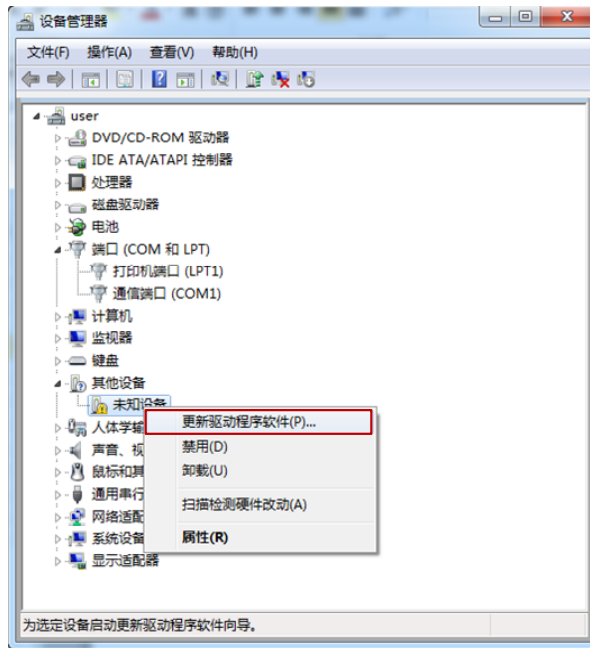 设备管理器
文件(F) 操作(A) 查看(V) 帮助(H)
user
DVD/CD-ROM 驱动器
IDE ATA/ATAPI 控制器
处理器
磁盘驱动器
电池
端口 (COM 和 LPT)
打印机端口 (LPT1)
通信端口 (COM1)
计算机
监视器
键盘
其他设备
未知设备
更新驱动程序软件(P)...
人体学输
禁用(D)
声音、视
卸载(U)
鼠标和其
通用串行
扫描检测硬件改动(A)
网络适配
系统设备
属性(R)
显示适配器
为选定设备启动更新驱动程序软件向导。